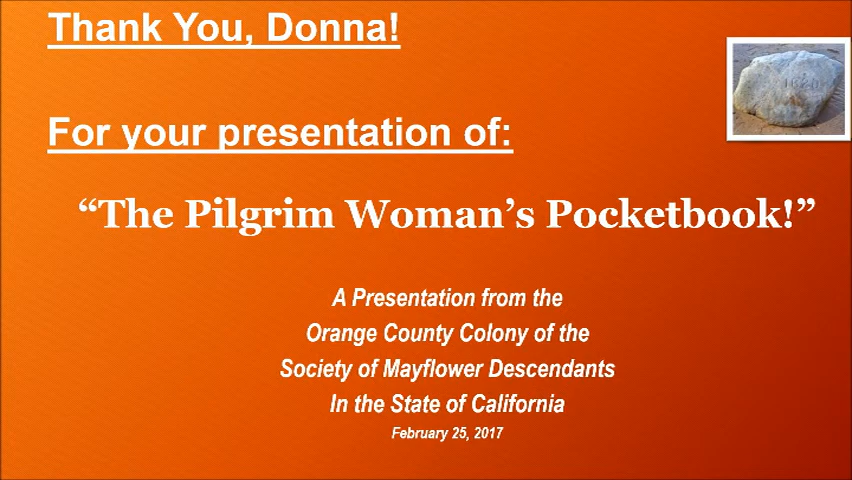 Thank You, Donna!
For your presentation of:
“The Pilgrim Woman’s Pocketbook!”
A Presentation from the
Orange County Colony of the
Society of Mayflower Descendants
In the State of California
February 25, 2017
1620